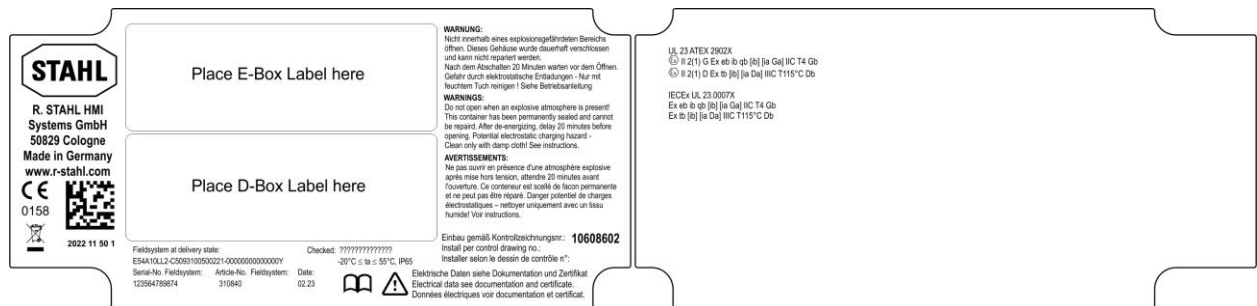 STAHL
R. STAHL HMI
Systems GmbH
50829 Cologne
Made in Germany
www.r-stahl.com
CE
0158
2022 11 50 1
Place E-Box Label here
Place D-Box Label here
Fieldsystem at delivery state:
Checked: ??????????????
E54A10LL2-C5093100500221-00000000000000Y
-20°C ≤ ta ≤ 55°C, IP65
Serial-No. Fieldsystem: Article-No. Fieldsystem: Date:
123564789874 310840 02.23
WARNUNG:
Nicht innerhalb eines explosionsgefährdeten Bereichs
öffnen. Dieses Gehäuse wurde dauerhaft verschlossen
und kann nicht repariert werden.
Nach dem Abschalten 20 Minuten warten vor dem Öffnen.
Gefahr durch elektrostatische Entladungen - Nur mit
feuchtem Tuch reinigen ! Siehe Betriebsanleitung
WARNINGS:
Do not open when an explosive atmosphere is present!
This container has been permanently sealed and cannot
be repaird. After de-energizing, delay 20 minutes before
opening. Potential electrostatic charging hazard -
Clean only with damp cloth! See instructions.
AVERTISSEMENTS:
Ne pas ouvrir en présence d'une atmosphère explosive
après mise hors tension, attendre 20 minutes avant
l'ouverture. Ce conteneur est scellé de facon permanente
et ne peut pas être réparé. Danger potentiel de charges
électrostatiques – nettoyer uniquement avec un tissu
humide! Voir instructions.
Einbau gemäß Kontrollzeichnungsnr.: 10608602
Install per control drawing no.:
Installer selon le dessin de contrôle n°:
Elektrische Daten siehe Dokumentation und Zertifikat
Electrical data see documentation and certificate.
Données électriques voir documentation et certificat.
UL 23 ATEX 2902X
II 2(1) G Ex eb ib qb [ib] [ia Ga] IIC T4 Gb
II 2(1) D Ex tb [ib] [ia Da] IIIC T115°C Db
IECEx UL 23.0007X
Ex eb ib qb [ib] [ia Ga] IIC T4 Gb
Ex tb [ib] [ia Da] IIIC T115°C Db